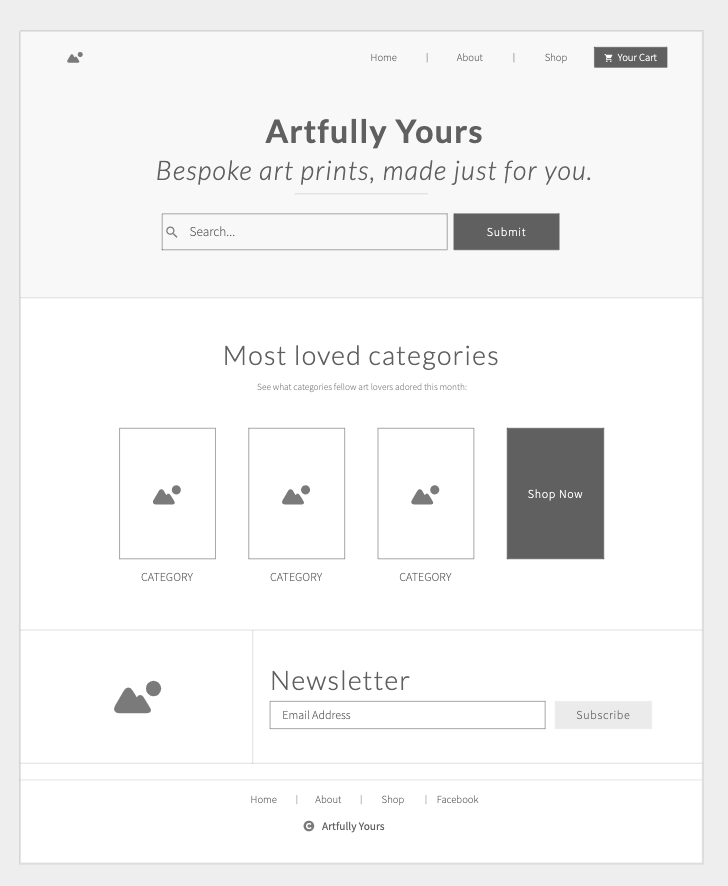 Home | About | Shop Your Cart
Artfully Yours
Bespoke art prints, made just for you.
Search... Submit
Most loved categories
See what categories fellow art lovers adored this month:
Shop Now
CATEGORY CATEGORY CATEGORY
Newsletter
Email Address Subscribe
Home | About | Shop | Facebook
© Artfully Yours